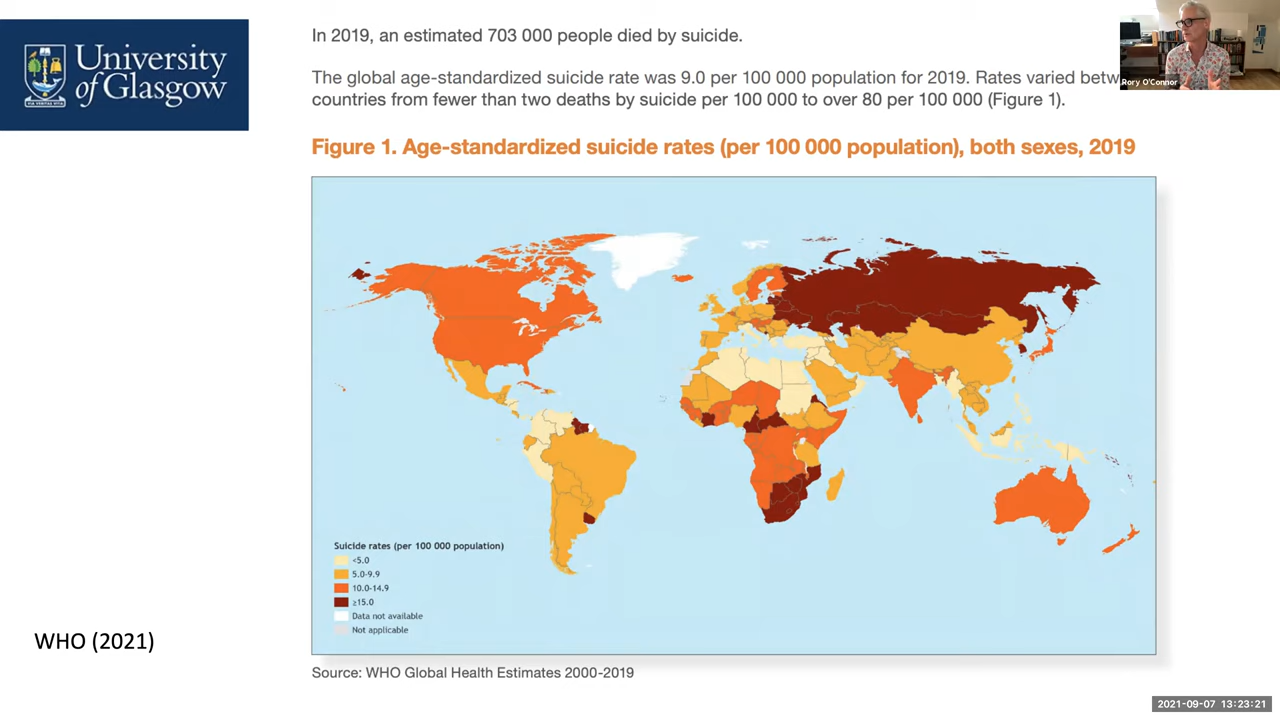 University
of Glasgow
In 2019, an estimated 703 000 people died by suicide.
The global age-standardized suicide rate was 9.0 per 100 000 population for 2019. Rates varied betw
countries from fewer than two deaths by suicide per 100 000 to over 80 per 100 000 (Figure 1).
Rory O'Connor
Figure 1. Age-standardized suicide rates (per 100 000 population), both sexes, 2019
Suicide rates (per 100 000 population)
<5.0
5.0-9.9
10.0-14.9
≥15.0
Data not available
Not applicable
WHO (2021)
Source: WHO Global Health Estimates 2000-2019
2021-09-07 13:23:21